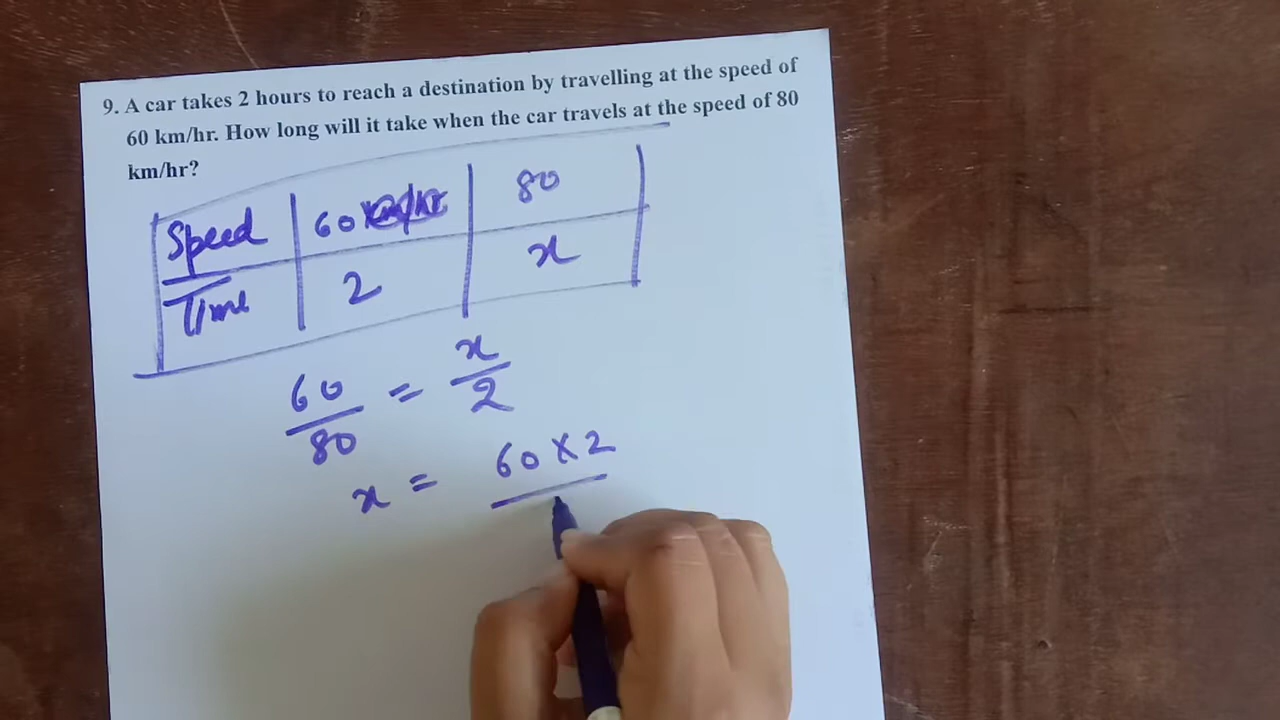 9. A car takes 2 hours to reach a destination by travelling at the speed of
60 km/hr. How long will it take when the car travels at the speed of 80
km/hr?
Speed 60 80
Time 2 x
60/80 = x/2
x = 60 × 2